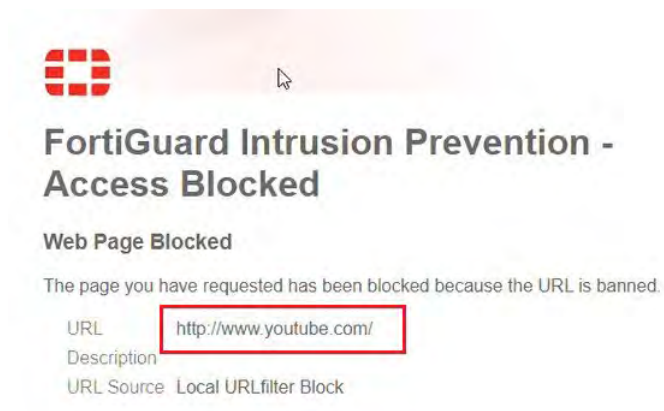 FortiGuard Intrusion Prevention -
Access Blocked
Web Page Blocked
The page you have requested has been blocked because the URL is banned.
URL http://www.youtube.com/
Description
URL Source Local URLfilter Block